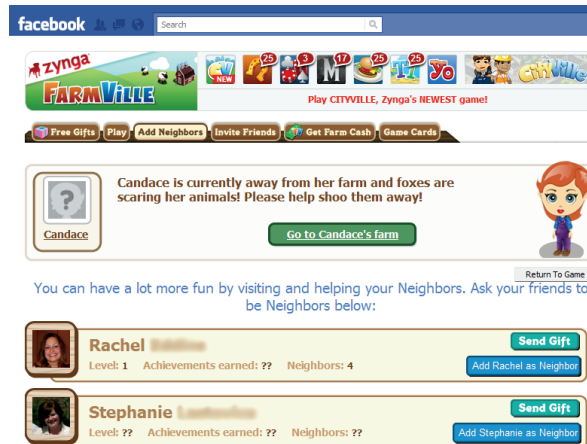 facebook Search
zynga
FARMVILLE
NEW 25 3 M 17 25 YO CityVille
Play CITYVILLE, Zynga's NEWEST game!
Free Gifts Play Add Neighbors Invite Friends Get Farm Cash Game Cards
Candace is currently away from her farm and foxes are
scaring her animals! Please help shoo them away!
?
Candace
Go to Candace's farm
Return To Game
You can have a lot more fun by visiting and helping your Neighbors. Ask your friends to
be Neighbors below:
Rachel
Send Gift
Level: 1 Achievements earned: ?? Neighbors: 4
Add Rachel as Neighbor
Stephanie
Send Gift
Level: ?? Achievements earned: ?? Neighbors: ??
Add Stephanie as Neighbor